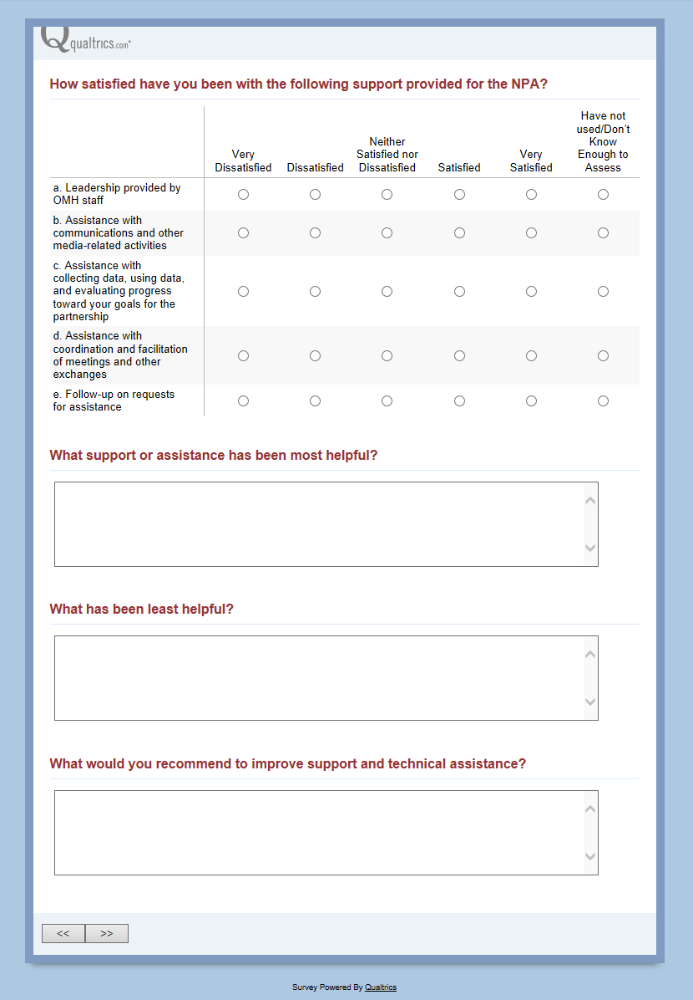 Qualtrics.com
How satisfied have you been with the following support provided for the NPA?
Very
Dissatisfied
Dissatisfied
Neither
Satisfied nor
Dissatisfied
Satisfied
Very
Satisfied
Have not
used/Don't
Know
Enough to
Assess
a. Leadership provided by
OMH staff
b. Assistance with
communications and other
media-related activities
c. Assistance with
collecting data, using data,
and evaluating progress
toward your goals for the
partnership
d. Assistance with
coordination and facilitation
of meetings and other
exchanges
e. Follow-up on requests
for assistance
What support or assistance has been most helpful?
What has been least helpful?
What would you recommend to improve support and technical assistance?
<< >>
Survey Powered By Qualtrics